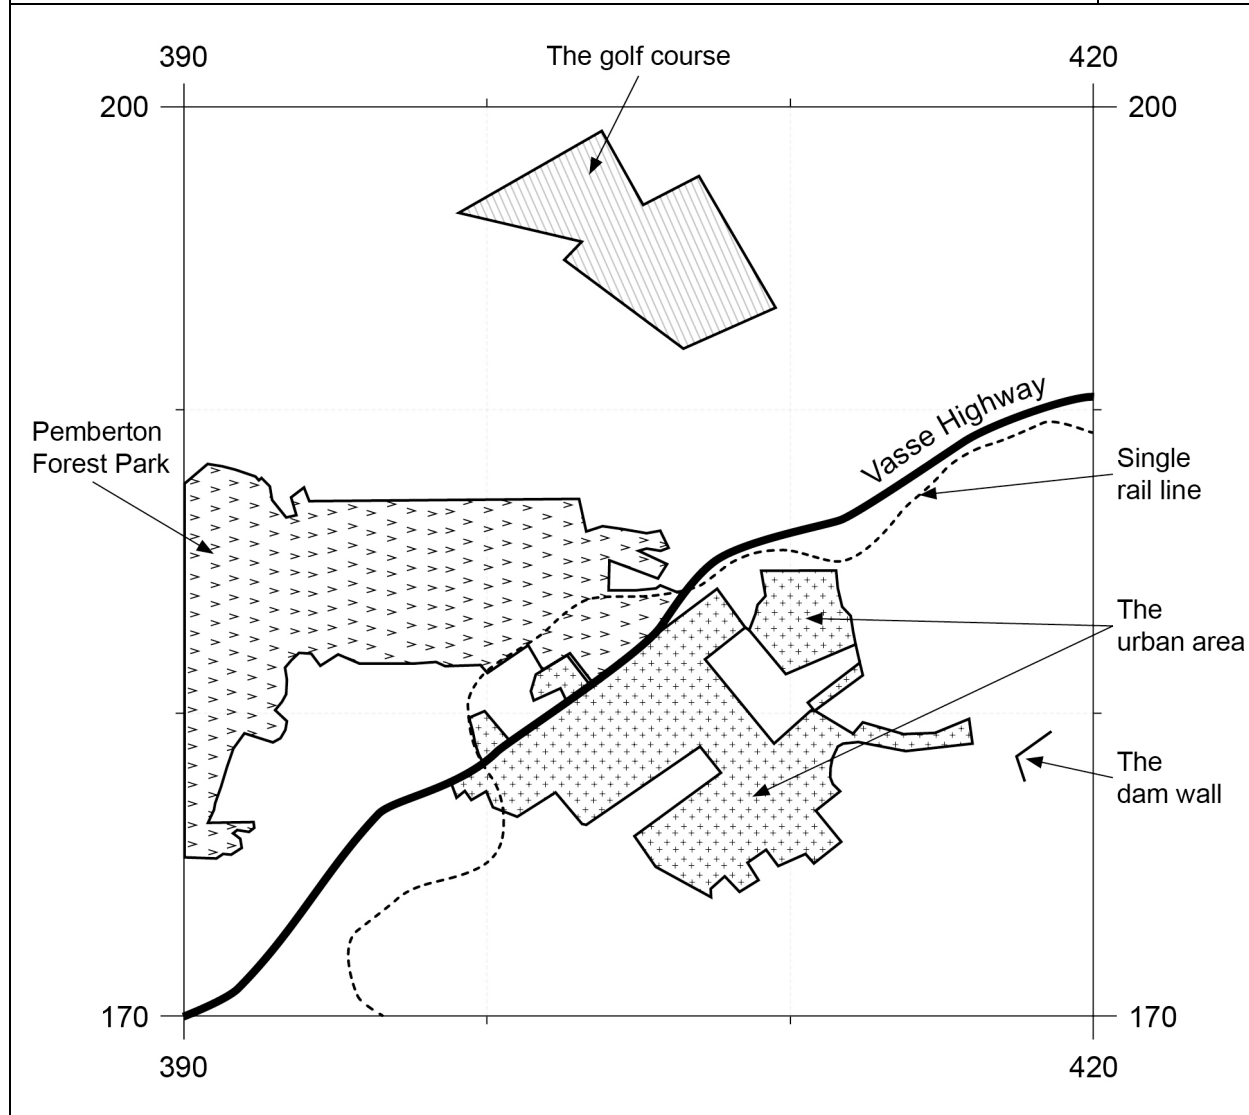 390
The golf course
420
200
200
Vasse Highway
Pemberton
Forest Park
Single
rail line
The
urban area
The
dam wall
170
170
390
420